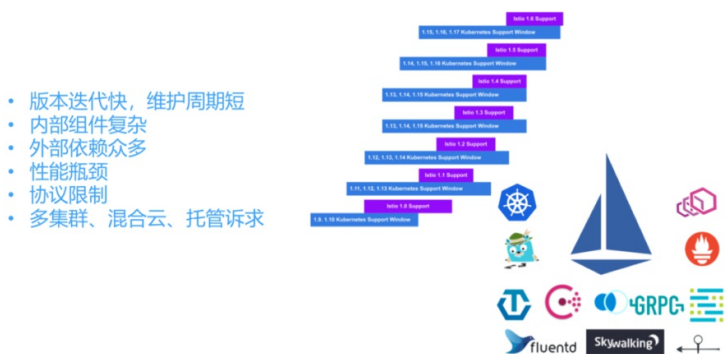 Istio 1.6 Support
1.15, 1.16, 1.17 Kubernetes Support Window
Istio 1.5 Support
1.14, 1.15, 1.16 Kubernetes Support Window
Istio 1.4 Support
1.13, 1.14, 1.15 Kubernetes Support Window
Istio 1.3 Support
1.13, 1.14, 1.15 Kubernetes Support Window
Istio 1.2 Support
1.12, 1.13, 1.14 Kubernetes Support Window
Istio 1.1 Support
1.11, 1.12, 1.13 Kubernetes Support Window
Istio 1.0 Support
1.9, 1.10 Kubernetes Support Window
• 版本迭代快，维护周期短
• 内部组件复杂
• 外部依赖众多
• 性能瓶颈
• 协议限制
• 多集群、混合云、托管诉求
GRPC
fluentd
Skywalking